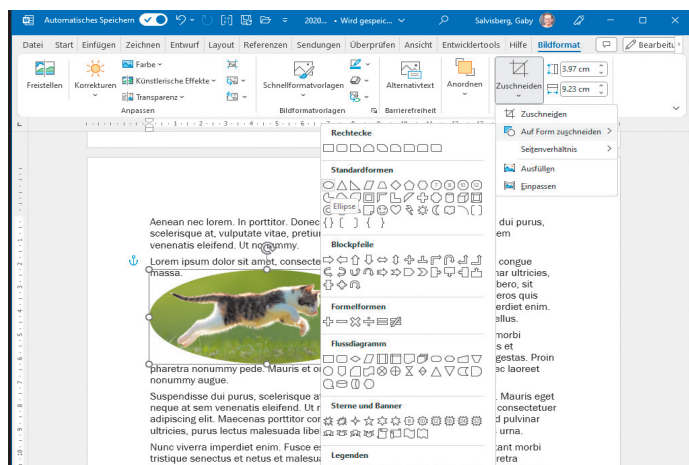 Automatisches Speichern
2020... • Wird gespeic...
Salvisberg, Gaby
Datei Start Einfügen Zeichnen Entwurf Layout Referenzen Sendungen Überprüfen Ansicht Entwicklertools Hilfe Bildformat Bearbeitu
Freistellen
Korrekturen
Farbe
Künstlerische Effekte
Transparenz
Anpassen
Schnellformatvorlagen
Bildformatvorlagen
Alternativtext
Barrierefreiheit
Anordnen
Zuschneiden
3.97 cm
9.23 cm
Zuschneiden
Auf Form zuschneiden
Seitenverhältnis
Ausfüllen
Einpassen
Rechtecke
Standardformen
Ellipse
Blockpfeile
Formelformen
Flussdiagramm
Sterne und Banner
Legenden
Aenean nec lorem. In porttitor. Donec dui purus,
scelerisque at, vulputate vitae, pretiu em
venenatis eleifend. Ut nonummy.
Lorem ipsum dolor sit amet, consecte congue
massa. nar ultricies,
bero, sit
eros quis
erdiet enim.
ellus.
morbi
s et
gestas. Proin
pharetra nonummy pede. Mauris et or ec laoreet
nonummy augue.
Suspendisse dui purus, scelerisque a Mauris eget
neque at sem venenatis eleifend. Ut n consectetuer
adipiscing elit. Maecenas porttitor con d pulvinar
ultricies, purus lectus malesuada libe urna.
Nunc viverra imperdiet enim. Fusce es tant morbi
tristique senectus et netus et malesua retra